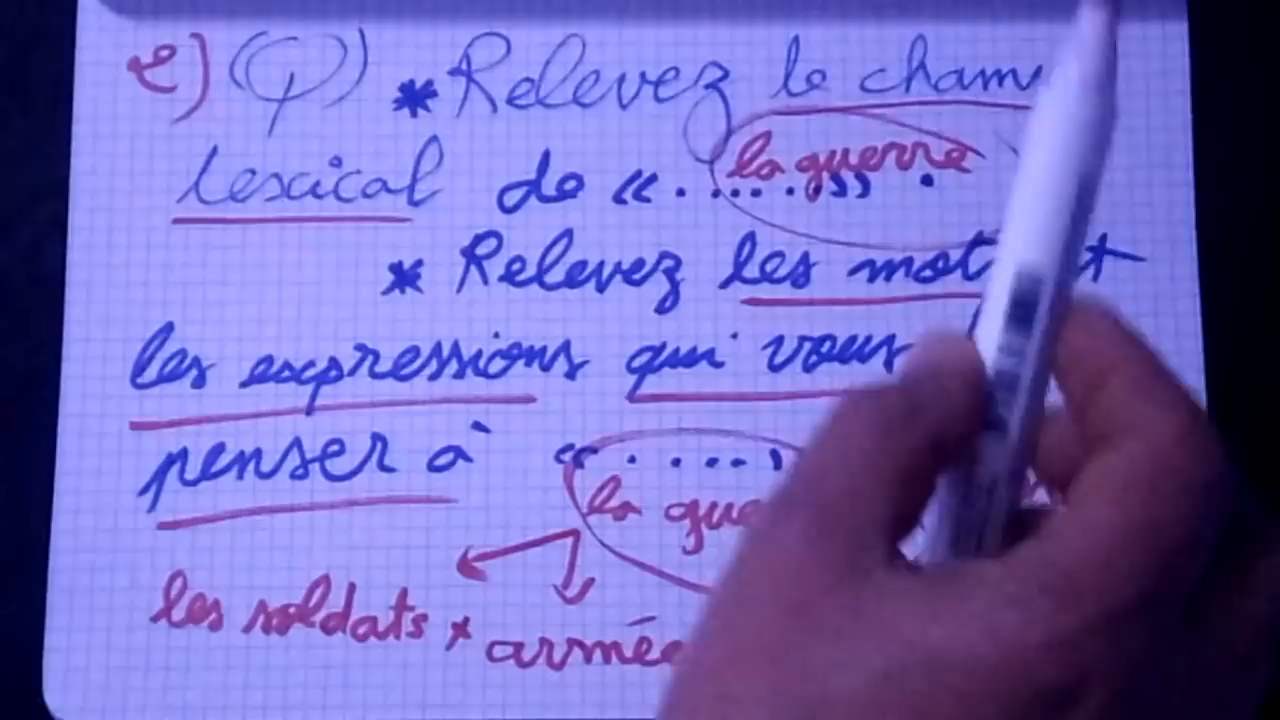 e) (Q) * Relevez le cham
lexical de « ...... » .
la guerre
* Relevez les mot
les expressions qui vous
penser à « ....
la gue
les soldats * armée